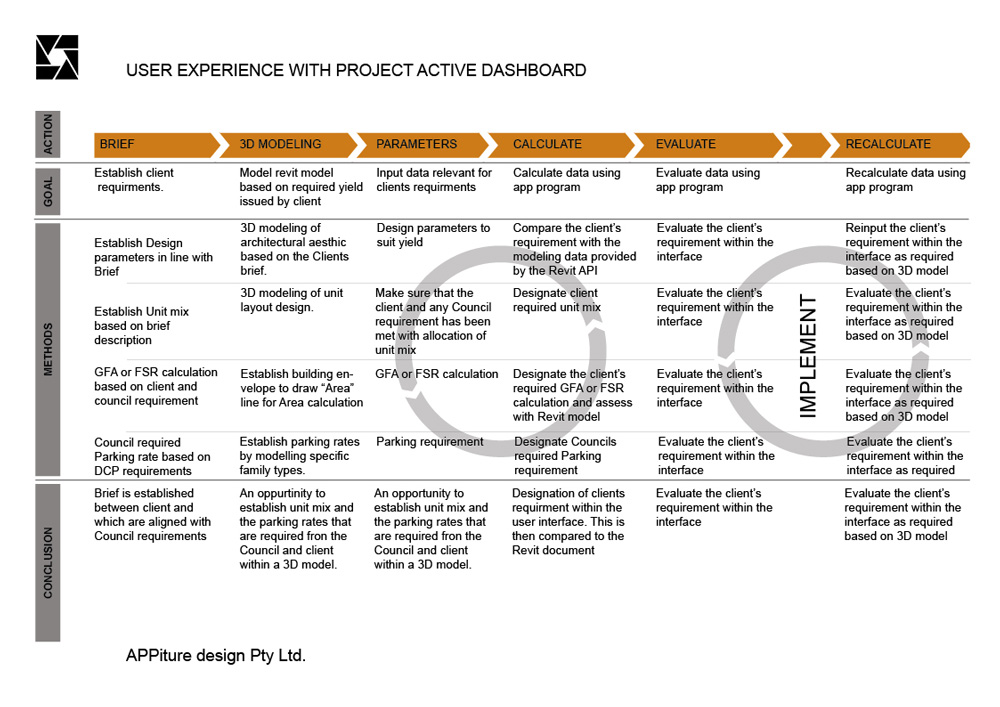 USER EXPERIENCE WITH PROJECT ACTIVE DASHBOARD
ACTION
BRIEF
3D MODELING
PARAMETERS
CALCULATE
EVALUATE
RECALCULATE
GOAL
Establish client
requirments.
Model revit model
based on required yield
issued by client
Input data relevant for
clients requirments
Calculate data using
app program
Evaluate data using
app program
Recalculate data using
app program
METHODS
Establish Design
parameters in line with
Brief
3D modeling of
architectural aesthic
based on the Clients
brief.
Design parameters to
suit yield
Compare the client's
requirement with the
modeling data provided
by the Revit API
Evaluate the client's
requirement within the
interface
Reinput the client's
requirement within the
interface as required
based on 3D model
Establish Unit mix
based on brief
description
3D modeling of unit
layout design.
Make sure that the
client and any Council
requirement has been
met with allocation of
unit mix
Designate client
required unit mix
Evaluate the client's
requirement within the
interface
IMPLEMENT
Evaluate the client's
requirement within the
interface as required
based on 3D model
GFA or FSR calculation
based on client and
council requirement
Establish building en-
velope to draw “Area”
line for Area calculation
GFA or FSR calculation
Designate the client's
required GFA or FSR
calculation and assess
with Revit model
Evaluate the client's
requirement within the
interface
Evaluate the client's
requirement within the
interface as required
based on 3D model
Council required
Parking rate based on
DCP requirements
Establish parking rates
by modelling specific
family types.
Parking requirement
Designate Councils
required Parking
requirement
Evaluate the client's
requirement within the
interface
Evaluate the client's
requirement within the
interface as required
CONCLUSION
Brief is established
between client and
which are aligned with
Council requirements
An oppurtinity to
establish unit mix and
the parking rates that
are required fron the
Council and client
within a 3D model.
An opportunity to
establish unit mix and
the parking rates that
are required fron the
Council and client
within a 3D model.
Designation of clients
requirment within the
user interface. This is
then compared to the
Revit document
Evaluate the client's
requirement within the
interface
Evaluate the client's
requirement within the
interface as required
based on 3D model
APPiture design Pty Ltd.